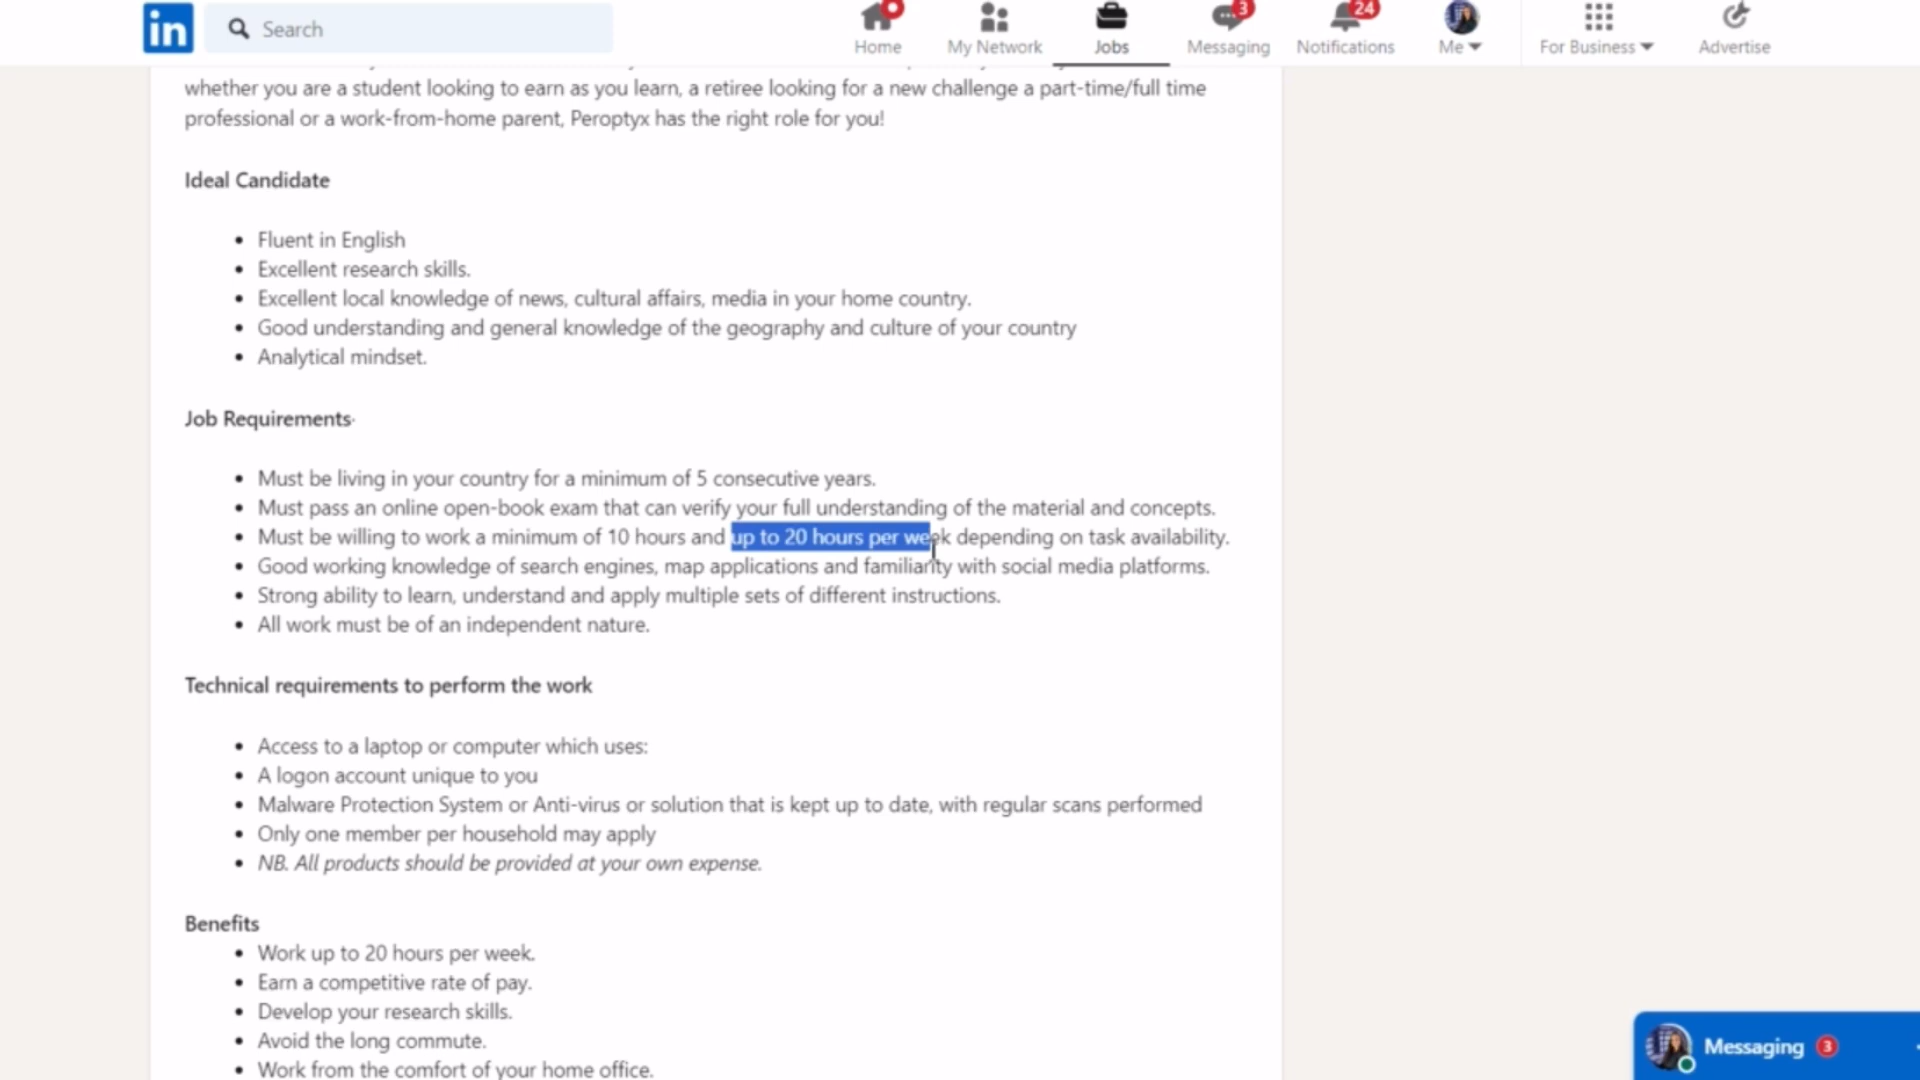 in
Search
Home
My Network
Jobs
3
Messaging
24
Notifications
Me
For Business
Advertise
whether you are a student looking to earn as you learn, a retiree looking for a new challenge a part-time/full time
professional or a work-from-home parent, Peroptyx has the right role for you!
Ideal Candidate
• Fluent in English
• Excellent research skills.
• Excellent local knowledge of news, cultural affairs, media in your home country.
• Good understanding and general knowledge of the geography and culture of your country
• Analytical mindset.
Job Requirements·
• Must be living in your country for a minimum of 5 consecutive years.
• Must pass an online open-book exam that can verify your full understanding of the material and concepts.
• Must be willing to work a minimum of 10 hours and up to 20 hours per week depending on task availability.
• Good working knowledge of search engines, map applications and familiarity with social media platforms.
• Strong ability to learn, understand and apply multiple sets of different instructions.
• All work must be of an independent nature.
Technical requirements to perform the work
• Access to a laptop or computer which uses:
• A logon account unique to you
• Malware Protection System or Anti-virus or solution that is kept up to date, with regular scans performed
• Only one member per household may apply
• NB. All products should be provided at your own expense.
Benefits
• Work up to 20 hours per week.
• Earn a competitive rate of pay.
• Develop your research skills.
• Avoid the long commute.
• Work from the comfort of your home office.
Messaging 3